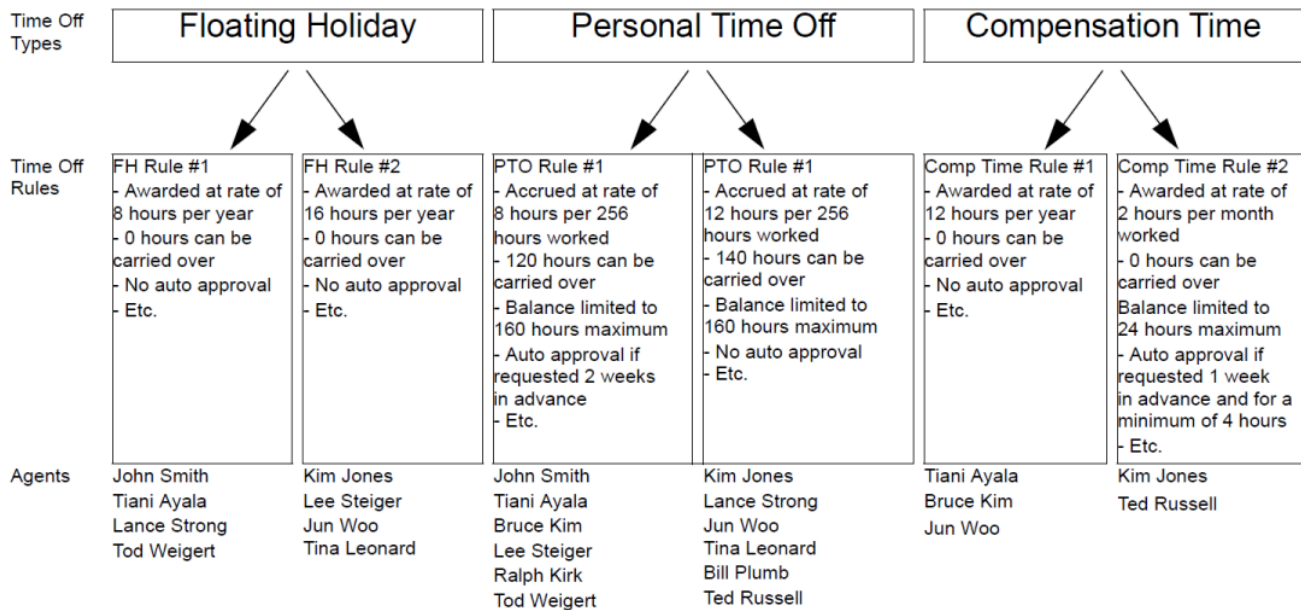 Time Off
Types
Floating Holiday
Personal Time Off
Compensation Time
Time Off
Rules
FH Rule #1
- Awarded at rate of
8 hours per year
- 0 hours can be
carried over
- No auto approval
- Etc.
FH Rule #2
- Awarded at rate of
16 hours per year
- 0 hours can be
carried over
- No auto approval
- Etc.
PTO Rule #1
- Accrued at rate of
8 hours per 256
hours worked
- 120 hours can be
carried over
- Balance limited to
160 hours maximum
- Auto approval if
requested 2 weeks
in advance
- Etc.
PTO Rule #1
- Accrued at rate of
12 hours per 256
hours worked
- 140 hours can be
carried over
- Balance limited to
160 hours maximum
- No auto approval
- Etc.
Comp Time Rule #1
- Awarded at rate of
12 hours per year
- 0 hours can be
carried over
- No auto approval
- Etc.
Comp Time Rule #2
- Awarded at rate of
2 hours per month
worked
- 0 hours can be
carried over
Balance limited to
24 hours maximum
- Auto approval if
requested 1 week
in advance and for a
minimum of 4 hours
- Etc.
Agents
John Smith
Tiani Ayala
Lance Strong
Tod Weigert
Kim Jones
Lee Steiger
Jun Woo
Tina Leonard
John Smith
Tiani Ayala
Bruce Kim
Lee Steiger
Ralph Kirk
Tod Weigert
Kim Jones
Lance Strong
Jun Woo
Tina Leonard
Bill Plumb
Ted Russell
Tiani Ayala
Bruce Kim
Jun Woo
Kim Jones
Ted Russell